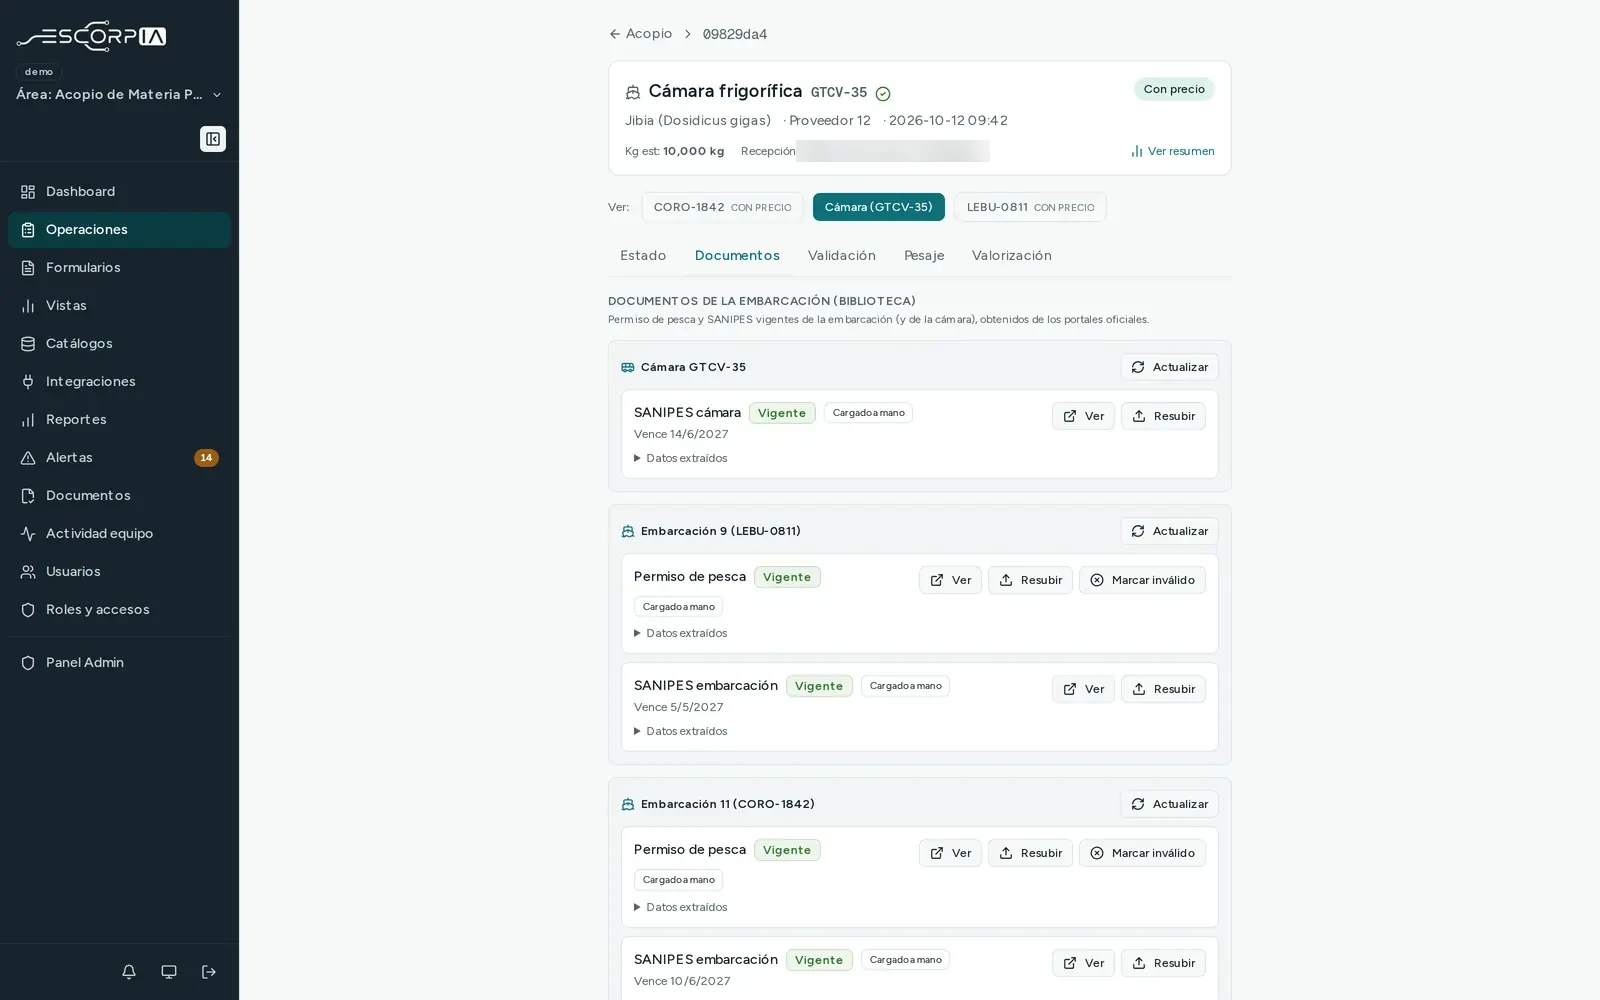 ESCORPIA
demo
Área: Acopio de Materia P...
Dashboard
Operaciones
Formularios
Vistas
Catálogos
Integraciones
Reportes
Alertas 14
Documentos
Actividad equipo
Usuarios
Roles y accesos
Panel Admin
Acopio 09829da4
Cámara frigorífica GTCV-35 Con precio
Jibia (Dosidicus gigas) · Proveedor 12 · 2026-10-12 09:42
Kg est: 10,000 kg Recepción Ver resumen
Ver: CORO-1842 CON PRECIO Cámara (GTCV-35) LEBU-0811 CON PRECIO
Estado Documentos Validación Pesaje Valorización
DOCUMENTOS DE LA EMBARCACIÓN (BIBLIOTECA)
Permiso de pesca y SANIPES vigentes de la embarcación (y de la cámara), obtenidos de los portales oficiales.
Cámara GTCV-35 Actualizar
SANIPES cámara Vigente Cargado a mano Ver Resubir
Vence 14/6/2027
Datos extraídos
Embarcación 9 (LEBU-0811) Actualizar
Permiso de pesca Vigente Ver Resubir Marcar inválido
Cargado a mano
Datos extraídos
SANIPES embarcación Vigente Cargado a mano Ver Resubir
Vence 5/5/2027
Datos extraídos
Embarcación 11 (CORO-1842) Actualizar
Permiso de pesca Vigente Ver Resubir Marcar inválido
Cargado a mano
Datos extraídos
SANIPES embarcación Vigente Cargado a mano Ver Resubir
Vence 10/6/2027